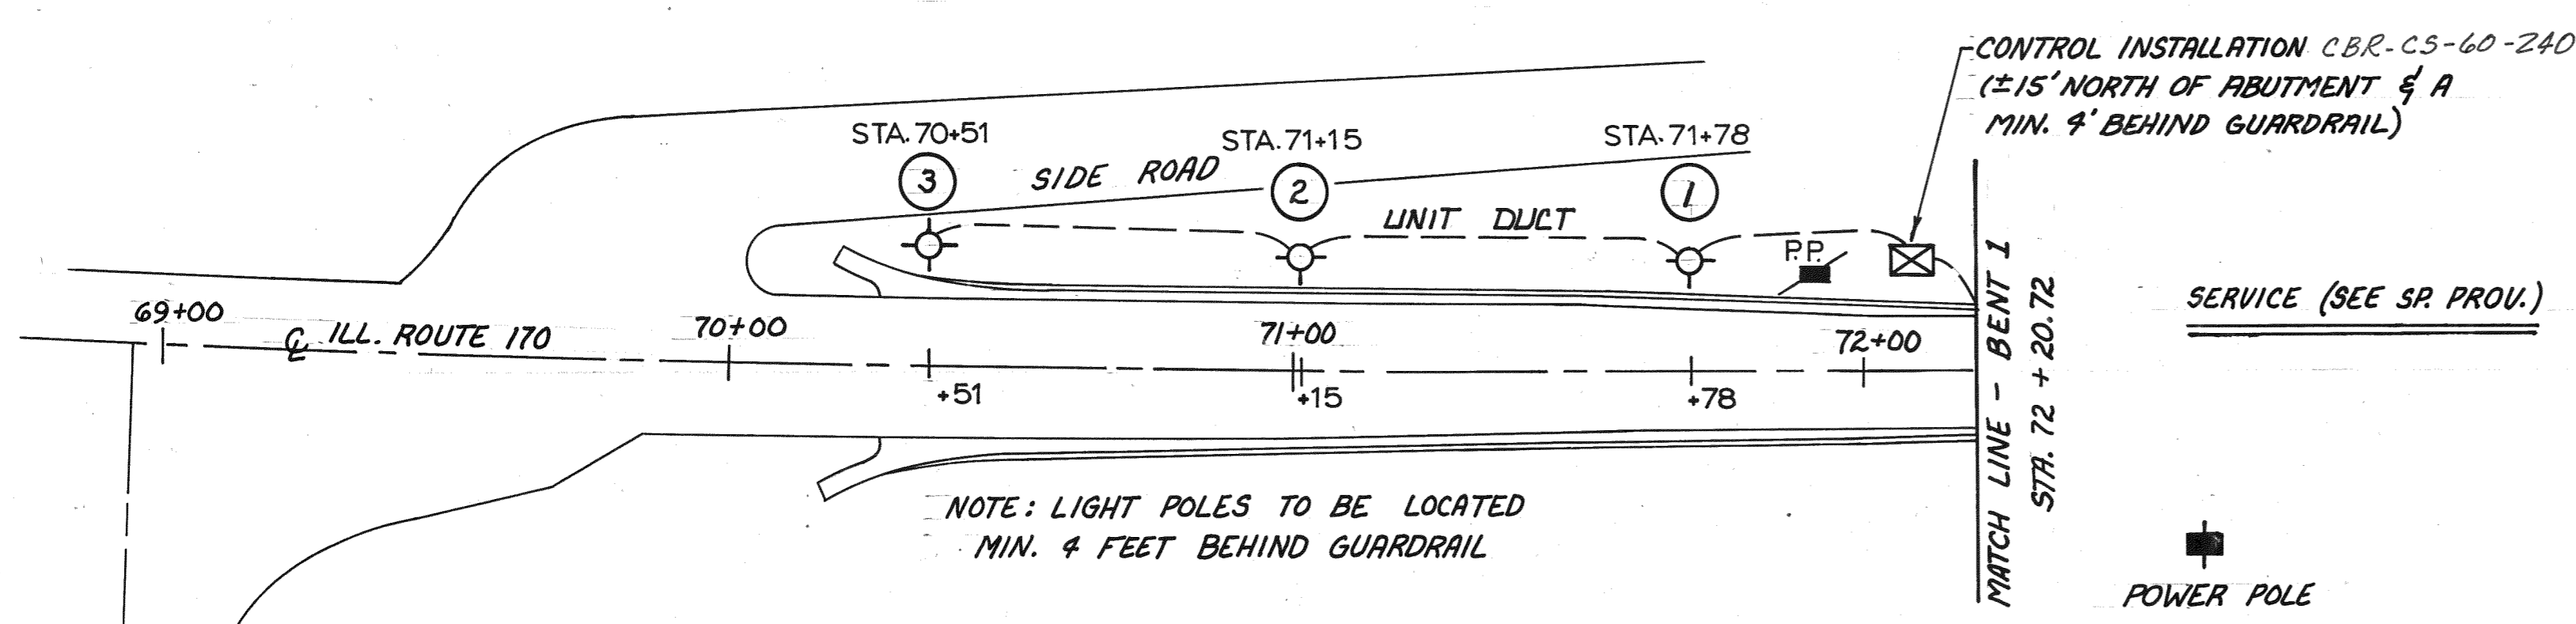 CONTROL INSTALLATION CBR-CS-60-240
(±15' NORTH OF ABUTMENT & A
MIN. 4' BEHIND GUARDRAIL)
STA. 70+51
STA. 71+15
STA. 71+78
3
SIDE ROAD
2
1
UNIT DUCT
P.P.
69+00
℄ ILL. ROUTE 170
70+00
71+00
72+00
+51
+15
+78
MATCH LINE - BENT 1
STA. 72 + 20.72
SERVICE (SEE SP. PROV.)
NOTE: LIGHT POLES TO BE LOCATED
MIN. 4 FEET BEHIND GUARDRAIL
POWER POLE